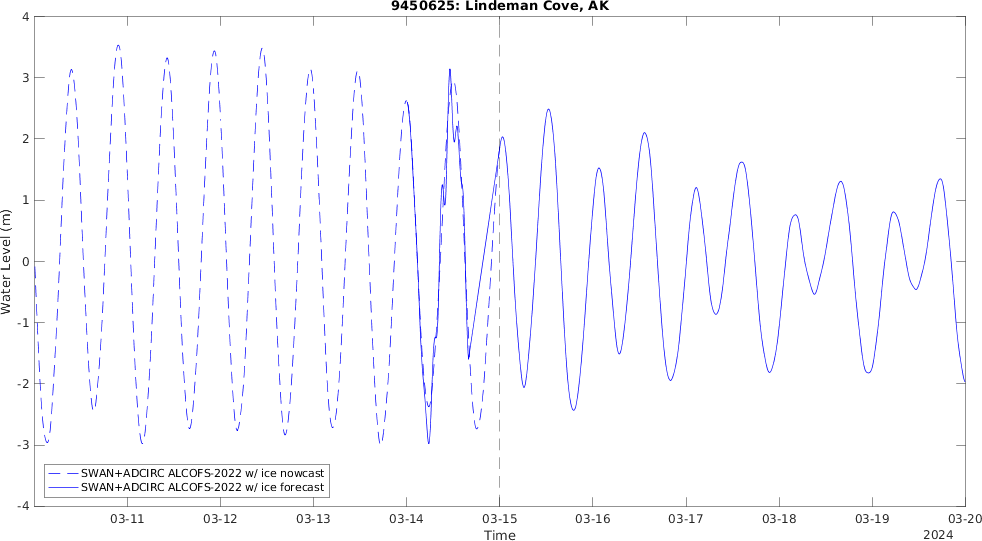 9450625: Lindeman Cove, AK
4
3
2
1
0
-1
-2
-3
-4
Water Level (m)
SWAN+ADCIRC ALCOFS-2022 w/ ice nowcast
SWAN+ADCIRC ALCOFS-2022 w/ ice forecast
03-11 03-12 03-13 03-14 03-15 03-16 03-17 03-18 03-19 03-20
Time
2024